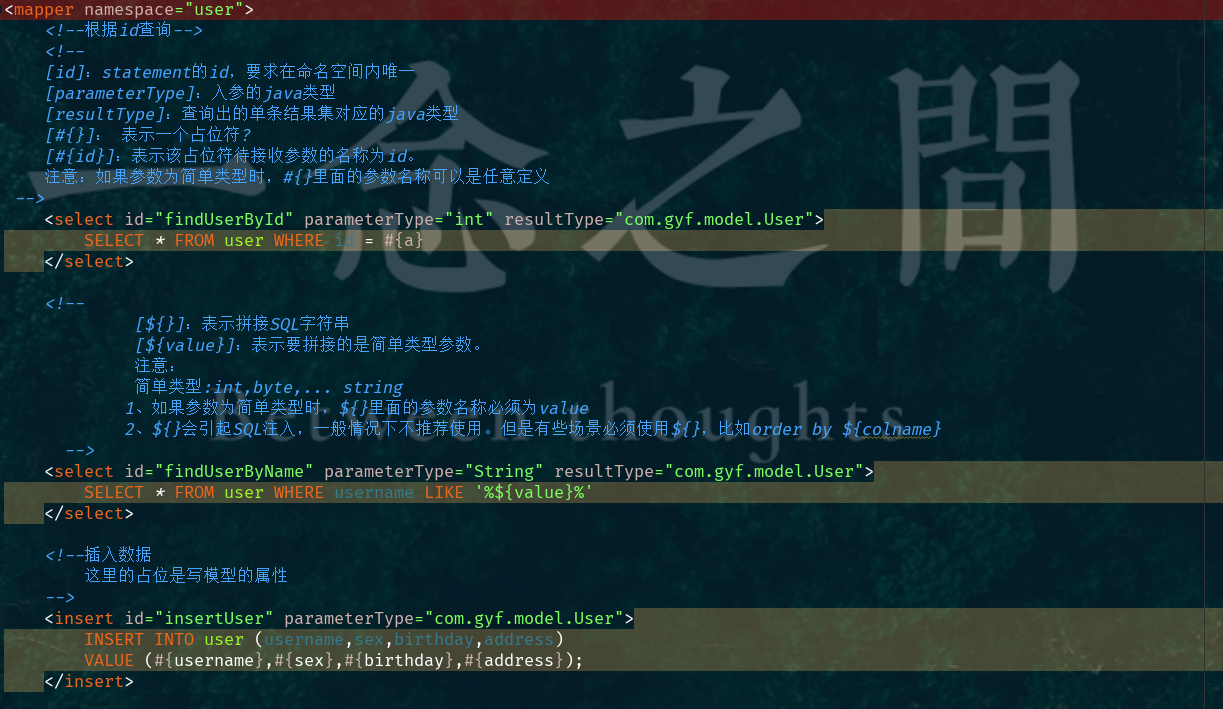 <mapper namespace="user">
<!--根据id查询-->
<!--
[id]：statement的id，要求在命名空间内唯一
[parameterType]：入参的java类型
[resultType]：查询出的单条结果集对应的java类型
[#{}]： 表示一个占位符?
[#{id}]：表示该占位符待接收参数的名称为id。
注意：如果参数为简单类型时，#{}里面的参数名称可以是任意定义
-->
<select id="findUserById" parameterType="int" resultType="com.gyf.model.User">
SELECT * FROM user WHERE id = #{a}
</select>
<!--
[${}]：表示拼接SQL字符串
[${value}]：表示要拼接的是简单类型参数。
注意：
简单类型:int,byte,... string
1、如果参数为简单类型时，${}里面的参数名称必须为value
2、${}会引起SQL注入，一般情况下不推荐使用。但是有些场景必须使用${}，比如order by ${colname}
-->
<select id="findUserByName" parameterType="String" resultType="com.gyf.model.User">
SELECT * FROM user WHERE username LIKE '%${value}%'
</select>
<!--插入数据
这里的占位是写模型的属性
-->
<insert id="insertUser" parameterType="com.gyf.model.User">
INSERT INTO user (username,sex,birthday,address)
VALUE (#{username},#{sex},#{birthday},#{address});
</insert>
一念之間
Between thoughts